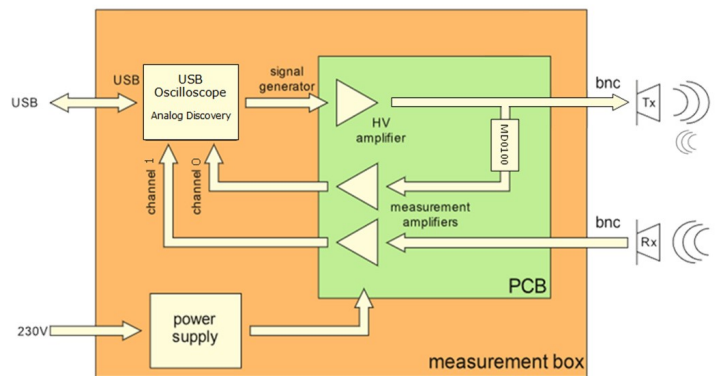 USB
USB
USB
Oscilloscope
Analog Discovery
signal
generator
HV
amplifier
bnc
Tx
MD0100
channel 1
channel 0
measurement
amplifiers
bnc
Rx
PCB
230V
power
supply
measurement box